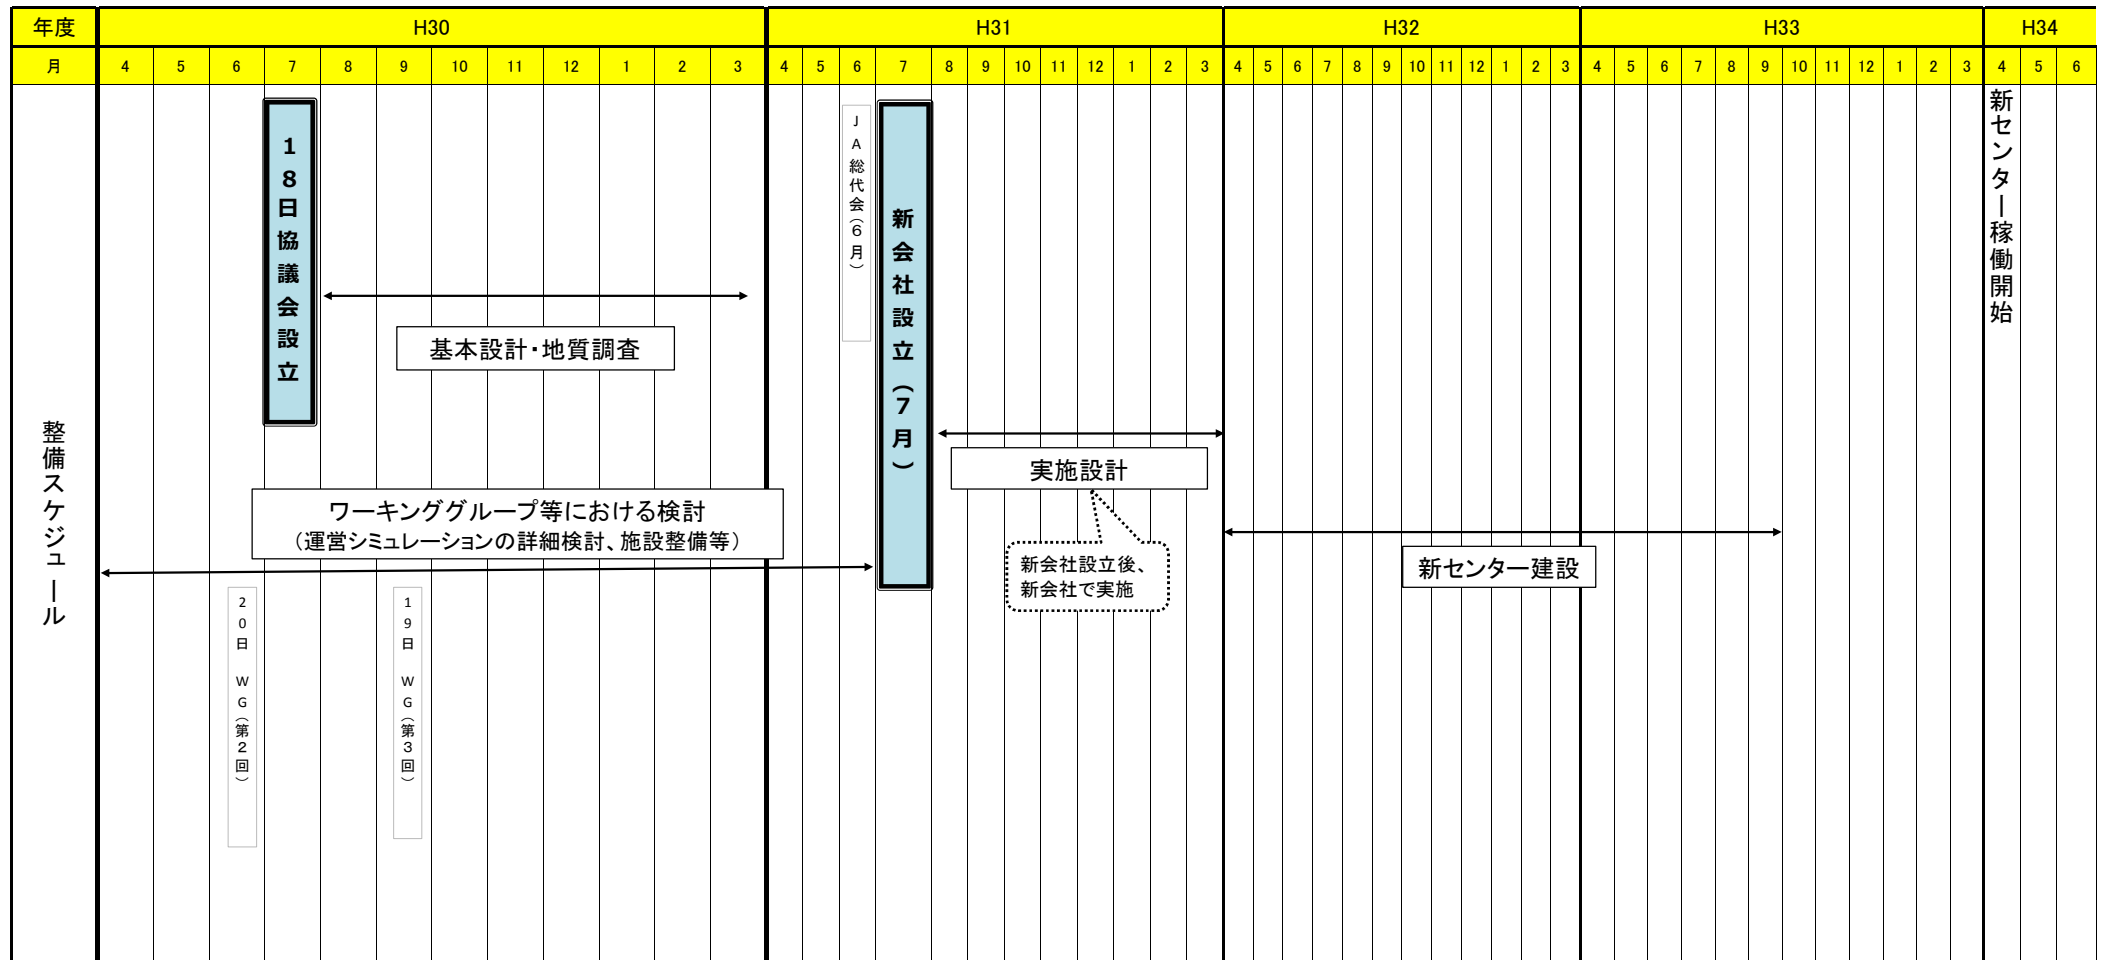 年度 H30 H31 H32 H33 H34
月 4 5 6 7 8 9 10 11 12 1 2 3 4 5 6 7 8 9 10 11 12 1 2 3 4 5 6 7 8 9 10 11 12 1 2 3 4 5 6 7 8 9 10 11 12 1 2 3 4 5 6
整備スケジュール
18日協議会設立
基本設計・地質調査
ワーキンググループ等における検討
（運営シミュレーションの詳細検討、施設整備等）
20日 WG（第2回）
19日 WG（第3回）
JA総代会（6月）
新会社設立（7月）
実施設計
新会社設立後、
新会社で実施
新センター建設
新センター稼働開始